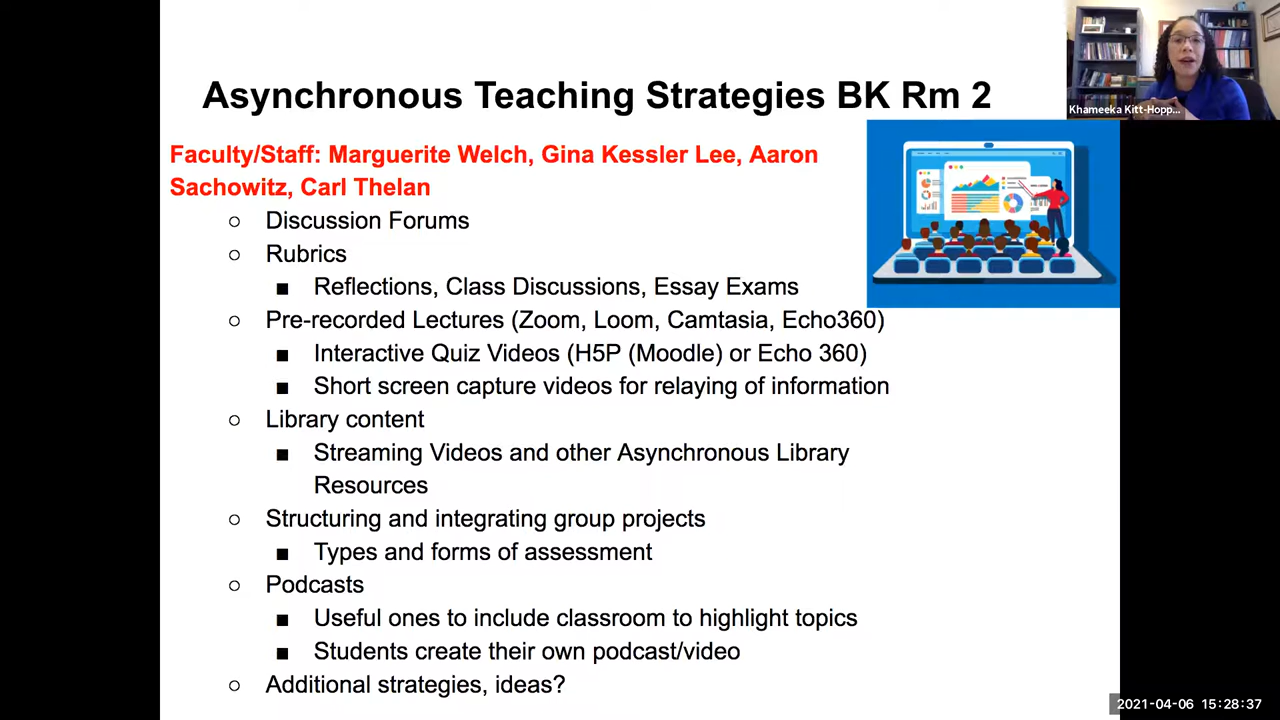 Asynchronous Teaching Strategies BK Rm 2
Khameeka Kitt-Hopp...
Faculty/Staff: Marguerite Welch, Gina Kessler Lee, Aaron
Sachowitz, Carl Thelan
○ Discussion Forums
○ Rubrics
■ Reflections, Class Discussions, Essay Exams
○ Pre-recorded Lectures (Zoom, Loom, Camtasia, Echo360)
■ Interactive Quiz Videos (H5P (Moodle) or Echo 360)
■ Short screen capture videos for relaying of information
○ Library content
■ Streaming Videos and other Asynchronous Library
Resources
○ Structuring and integrating group projects
■ Types and forms of assessment
○ Podcasts
■ Useful ones to include classroom to highlight topics
■ Students create their own podcast/video
○ Additional strategies, ideas?
2021-04-06 15:28:37